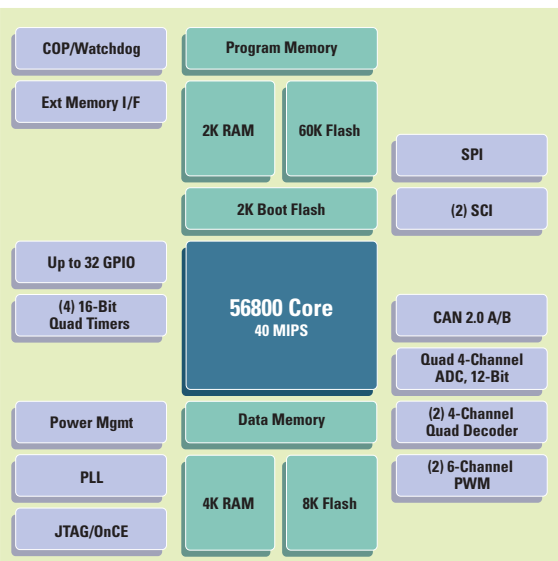 COP/Watchdog
Ext Memory I/F
Program Memory
2K RAM
60K Flash
2K Boot Flash
SPI
(2) SCI
Up to 32 GPIO
(4) 16-Bit
Quad Timers
56800 Core
40 MIPS
CAN 2.0 A/B
Quad 4-Channel
ADC, 12-Bit
(2) 4-Channel
Quad Decoder
(2) 6-Channel
PWM
Power Mgmt
PLL
JTAG/OnCE
Data Memory
4K RAM
8K Flash